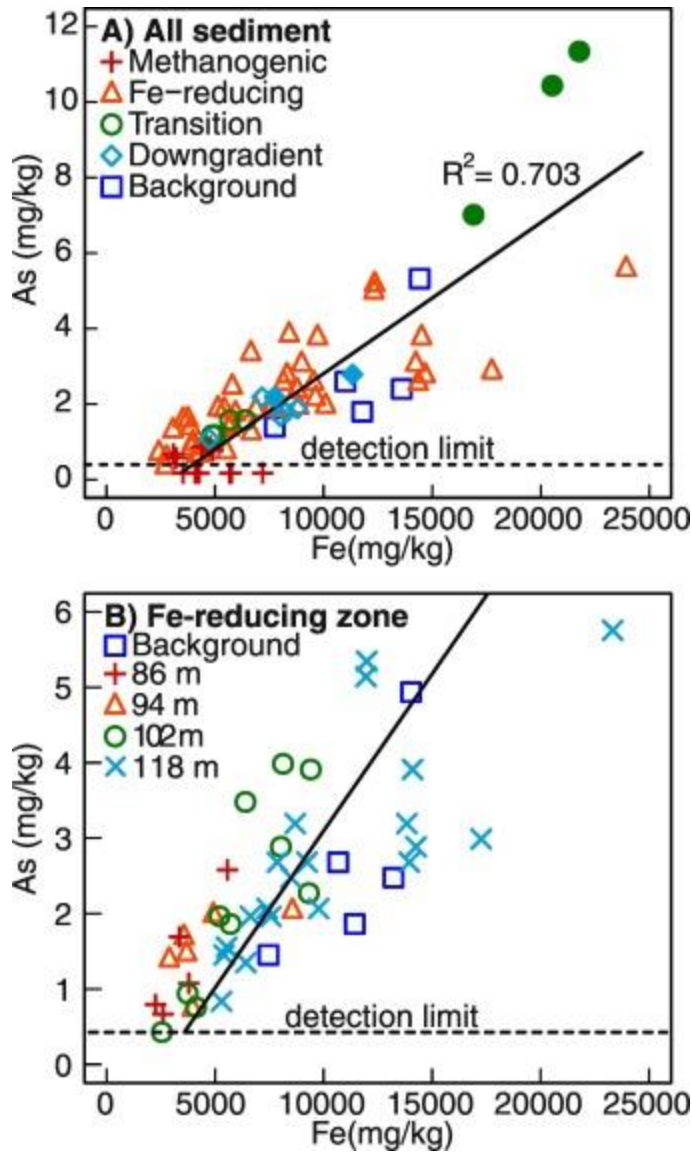 A) All sediment
Methanogenic
Fe-reducing
Transition
Downgradient
Background
R²= 0.703
detection limit
12
10
8
6
4
2
0
As (mg/kg)
0 5000 10000 15000 20000 25000
Fe(mg/kg)
B) Fe-reducing zone
Background
86 m
94 m
102m
118 m
detection limit
6
5
4
3
2
1
0
As (mg/kg)
0 5000 10000 15000 20000 25000
Fe(mg/kg)